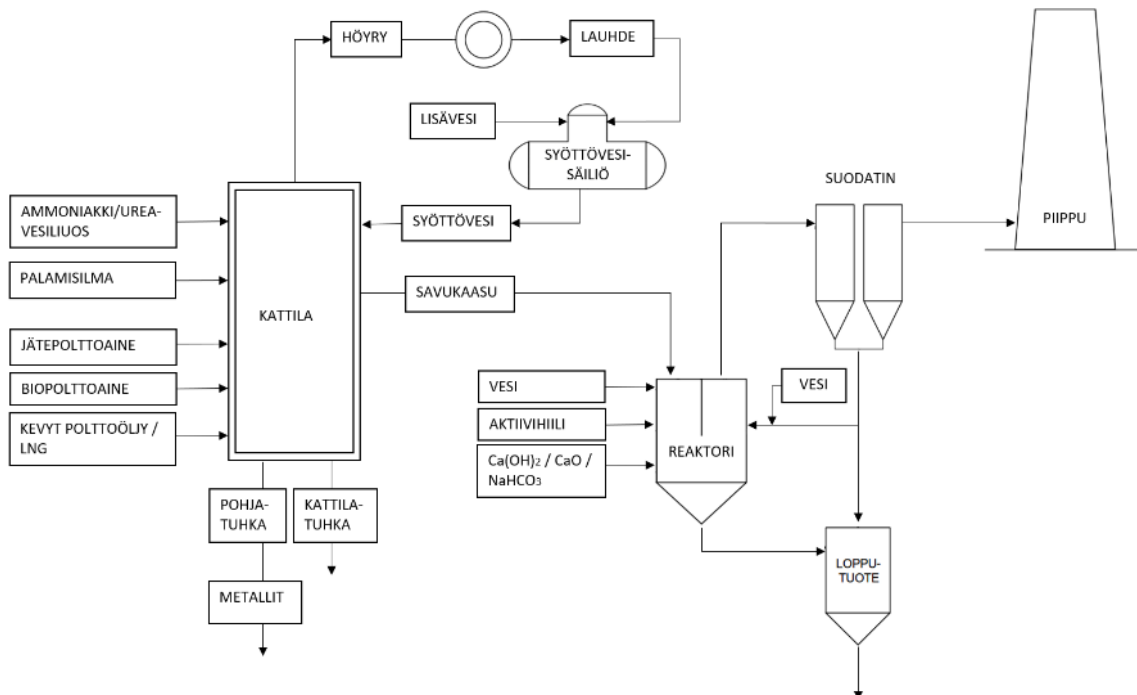 HÖYRY
LAUHDE
LISÄVESI
SYÖTTÖVESI-
SÄILIÖ
SYÖTTÖVESI
AMMONIAKKI/UREA-
VESILIUOS
PALAMISILMA
JÄTEPOLTTOAINE
BIOPOLTTOAINE
KEVYT POLTTOÖLJY /
LNG
KATTILA
SAVUKAASU
POHJA-
TUHKA
KATTILA-
TUHKA
METALLIT
VESI
AKTIIVIHIILI
Ca(OH)2 / CaO /
NaHCO3
REAKTORI
VESI
SUODATIN
PIIPPU
LOPPU-
TUOTE